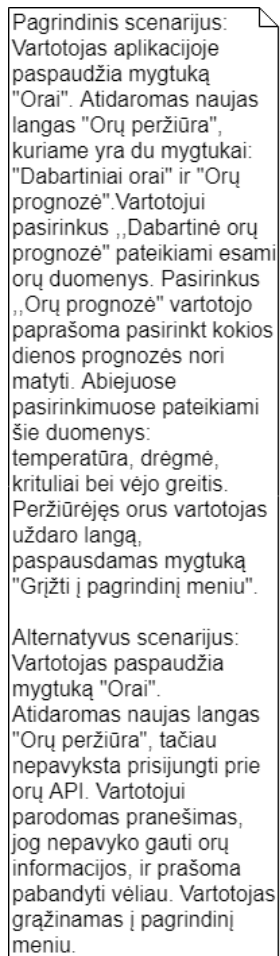 Pagrindinis scenarijus:
Vartotojas aplikacijoje
paspaudžia mygtuką
"Orai". Atidaromas naujas
langas "Orų peržiūra",
kuriame yra du mygtukai:
"Dabartiniai orai" ir "Orų
prognozė".Vartotojui
pasirinkus ,,Dabartinė orų
prognozė" pateikiami esami
orų duomenys. Pasirinkus
,,Orų prognozė" vartotojo
paprašoma pasirinkt kokios
dienos prognozės nori
matyti. Abiejuose
pasirinkimuose pateikiami
šie duomenys:
temperatūra, drėgmė,
krituliai bei vėjo greitis.
Peržiūrėjęs orus vartotojas
uždaro langą,
paspausdamas mygtuką
"Grįžti į pagrindinį meniu".

Alternatyvus scenarijus:
Vartotojas paspaudžia
mygtuką "Orai".
Atidaromas naujas langas
"Orų peržiūra", tačiau
nepavyksta prisijungti prie
orų API. Vartotojui
parodomas pranešimas,
jog nepavyko gauti orų
informacijos, ir prašoma
pabandyti vėliau. Vartotojas
grąžinamas į pagrindinį
meniu.